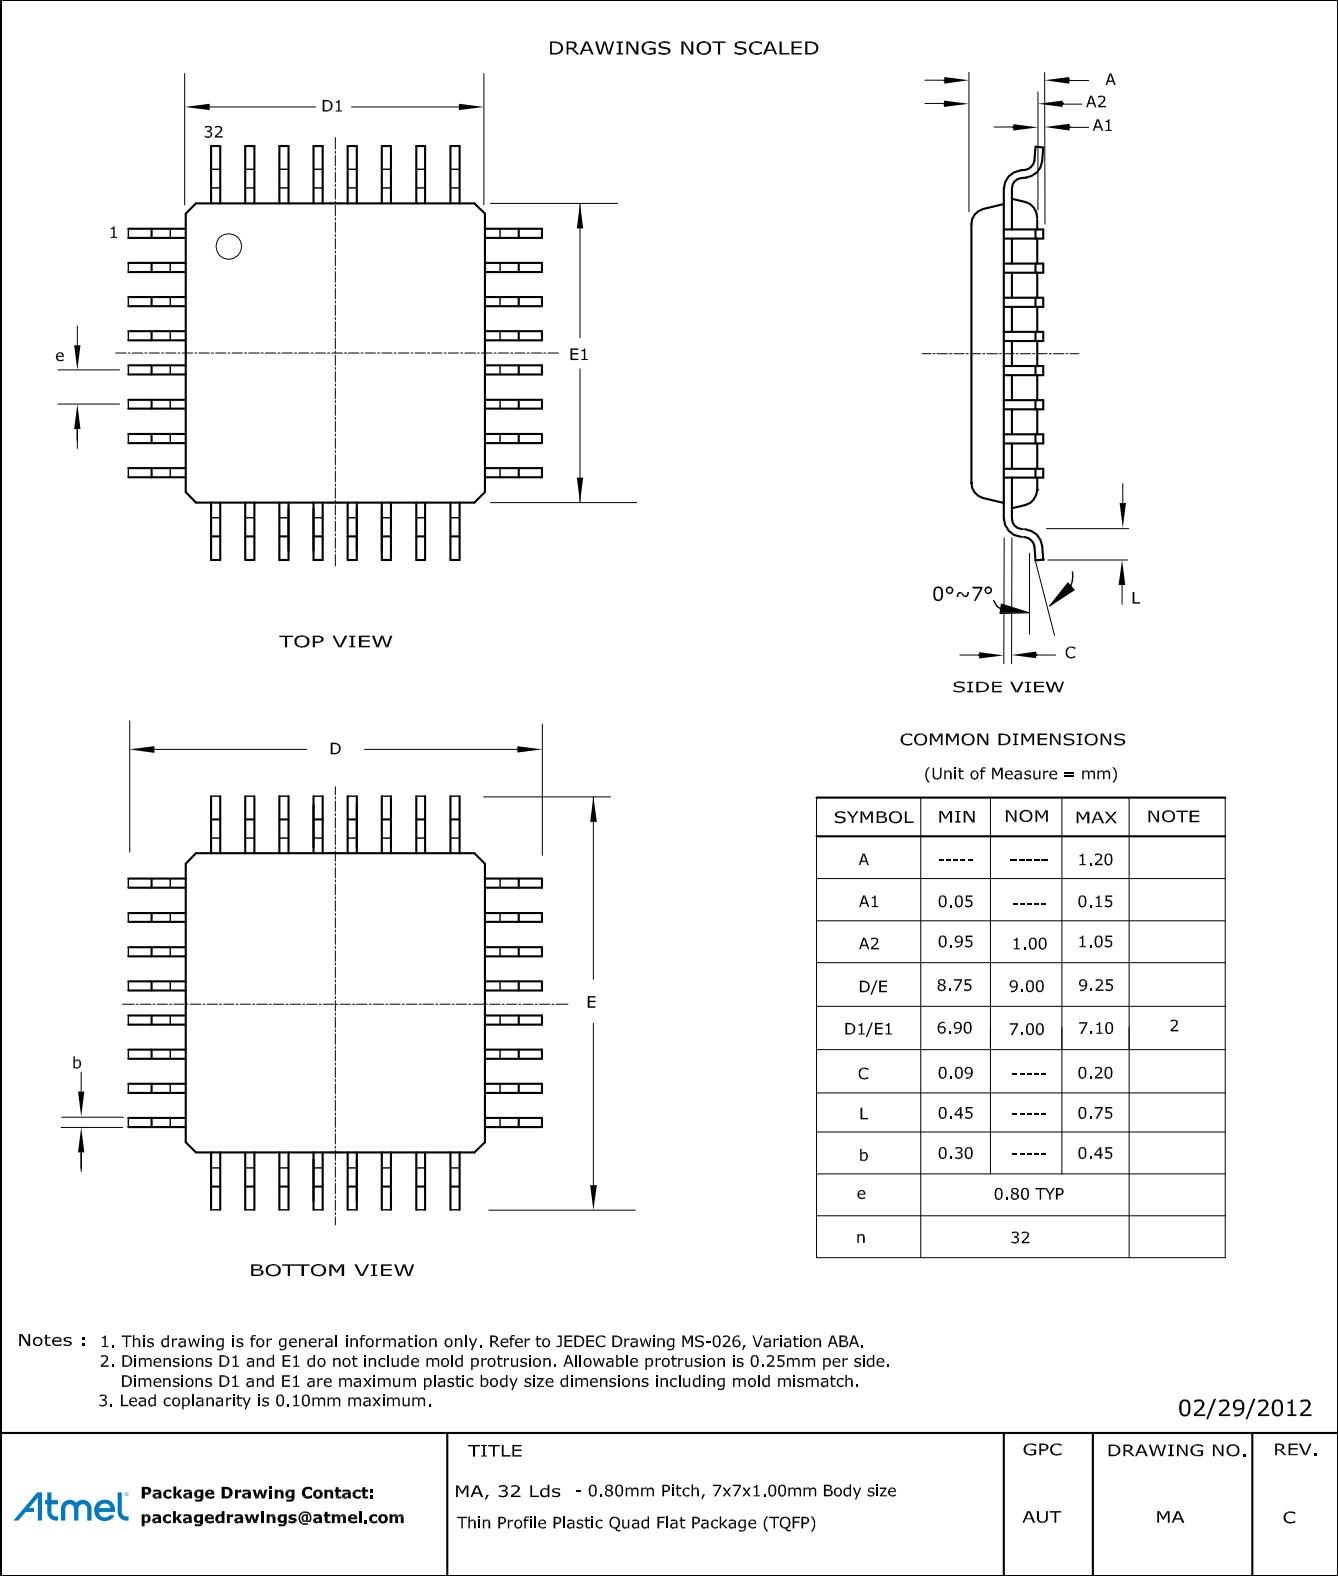 DRAWINGS NOT SCALED
D1
32
1
e
E1
TOP VIEW
A
A2
A1
0°~7°
L
C
SIDE VIEW
D
E
b
BOTTOM VIEW
COMMON DIMENSIONS
(Unit of Measure = mm)
SYMBOL MIN NOM MAX NOTE
A ----- ----- 1.20
A1 0.05 ----- 0.15
A2 0.95 1.00 1.05
D/E 8.75 9.00 9.25
D1/E1 6.90 7.00 7.10 2
C 0.09 ----- 0.20
L 0.45 ----- 0.75
b 0.30 ----- 0.45
e 0.80 TYP
n 32
Notes : 1. This drawing is for general information only. Refer to JEDEC Drawing MS-026, Variation ABA.
2. Dimensions D1 and E1 do not include mold protrusion. Allowable protrusion is 0.25mm per side.
Dimensions D1 and E1 are maximum plastic body size dimensions including mold mismatch.
3. Lead coplanarity is 0.10mm maximum.
02/29/2012
Atmel
Package Drawing Contact:
packagedrawings@atmel.com
TITLE
MA, 32 Lds - 0.80mm Pitch, 7x7x1.00mm Body size
Thin Profile Plastic Quad Flat Package (TQFP)
GPC
AUT
DRAWING NO.
MA
REV.
C